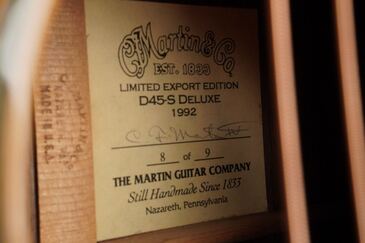 C.F. Martin & Co.
EST. 1833
LIMITED EXPORT EDITION
D45-S DELUXE
1992
8 of 9
THE MARTIN GUITAR COMPANY
Still Handmade Since 1833
Nazareth, Pennsylvania
MADE IN U.S.A.